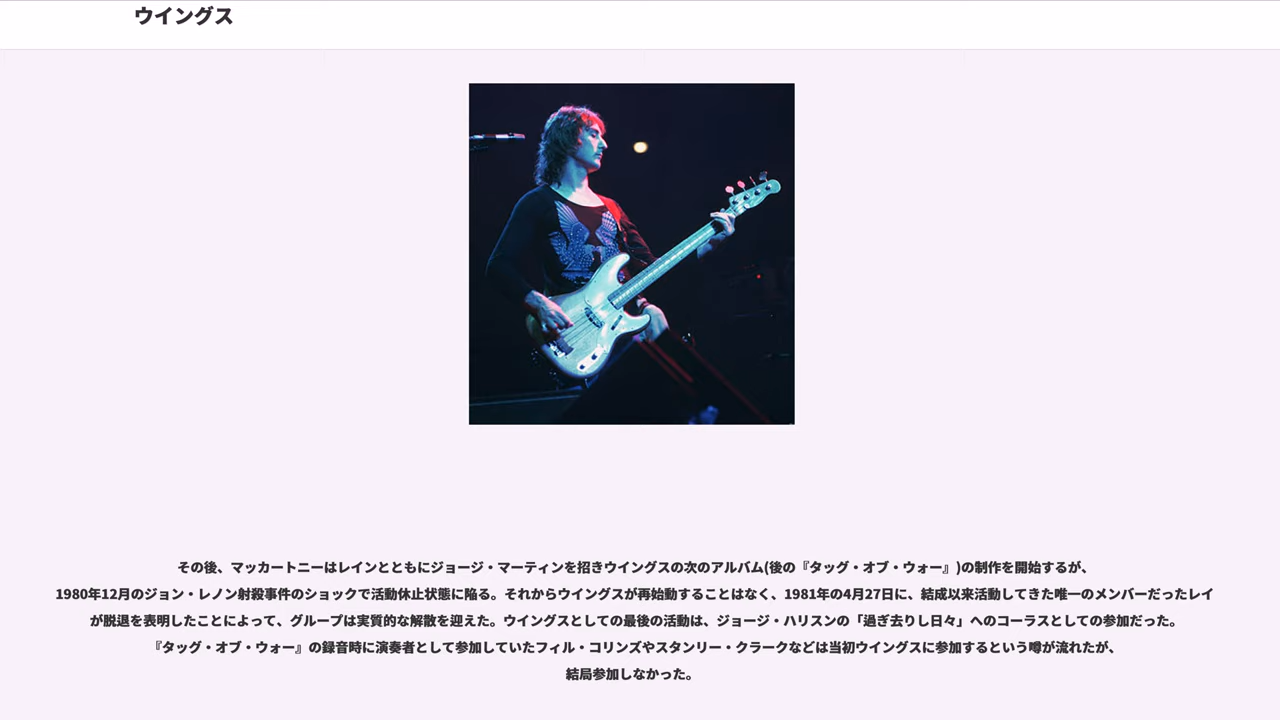 ウイングス
その後、マッカートニーはレインとともにジョージ・マーティンを招きウイングスの次のアルバム(後の『タッグ・オブ・ウォー』)の制作を開始するが、
1980年12月のジョン・レノン射殺事件のショックで活動休止状態に陥る。それからウイングスが再始動することはなく、1981年の4月27日に、結成以来活動してきた唯一のメンバーだったレイ
が脱退を表明したことによって、グループは実質的な解散を迎えた。ウイングスとしての最後の活動は、ジョージ・ハリスンの「過ぎ去りし日々」へのコーラスとしての参加だった。
『タッグ・オブ・ウォー』の録音時に演奏者として参加していたフィル・コリンズやスタンリー・クラークなどは当初ウイングスに参加するという噂が流れたが、
結局参加しなかった。